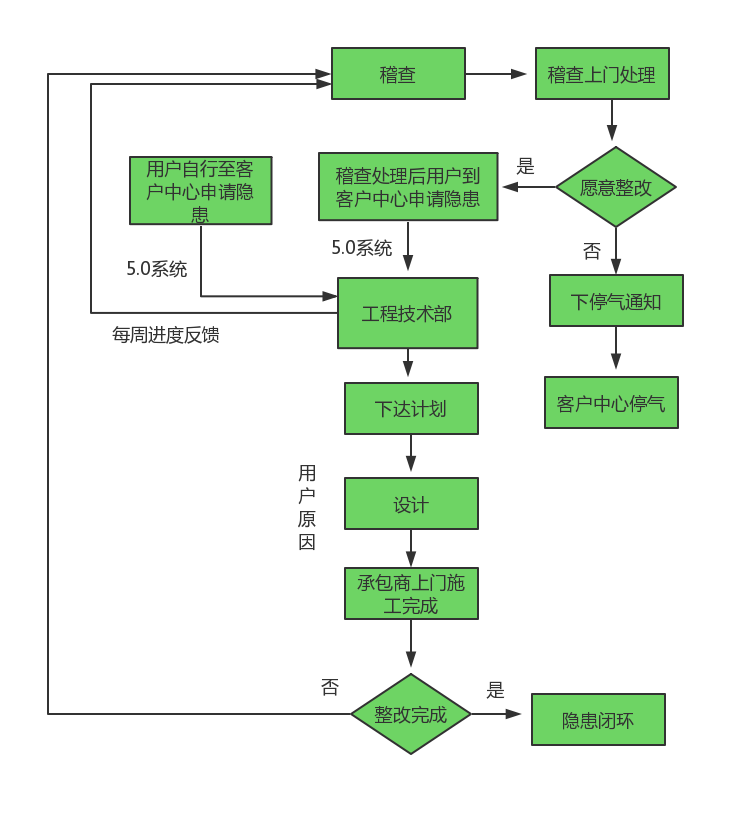 稽查
稽查上门处理
用户自行至客
户中心申请隐
患
稽查处理后用户到
客户中心申请隐患
是
愿意整改
否
5.0系统
5.0系统
下停气通知
工程技术部
每周进度反馈
客户中心停气
下达计划
用
户
原
因
设计
承包商上门施
工完成
否
整改完成
是
隐患闭环